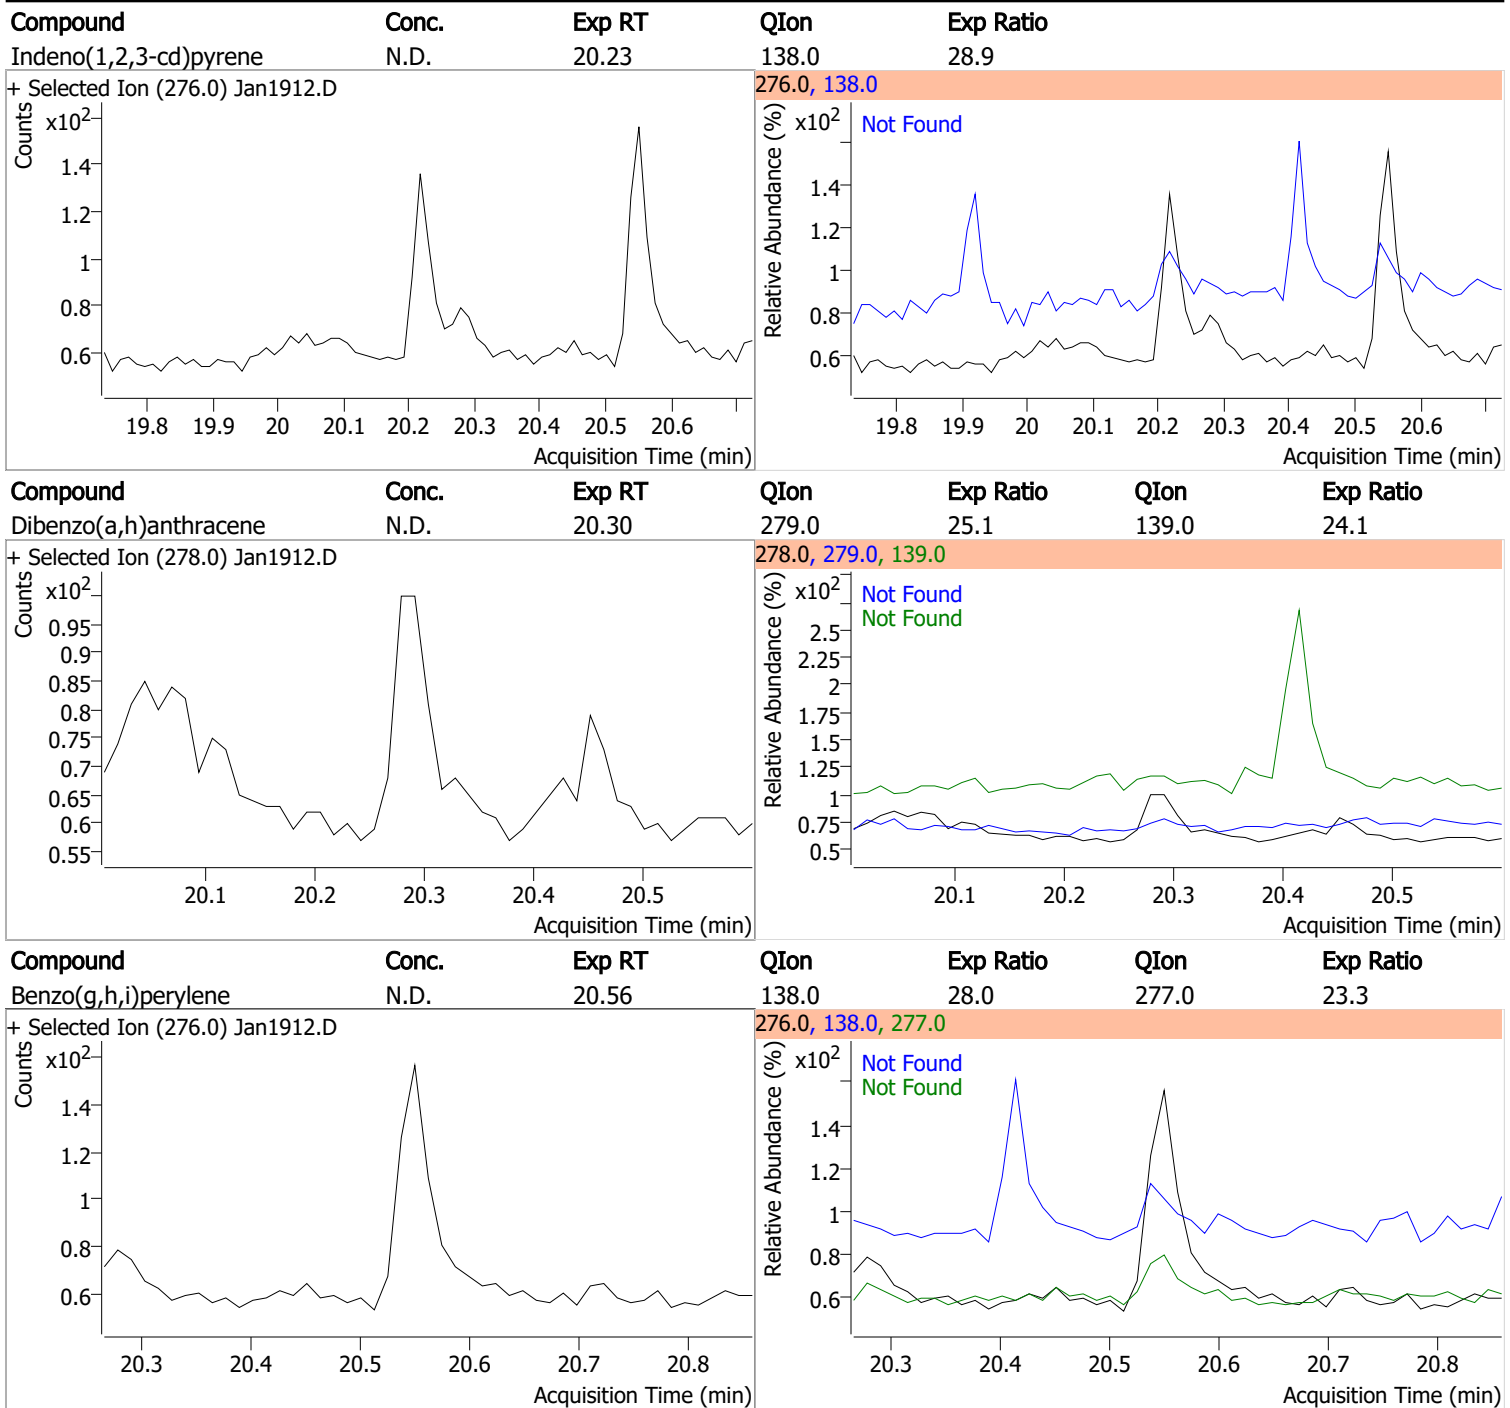 Compound Conc. Exp RT QIon Exp Ratio
Indeno(1,2,3-cd)pyrene N.D. 20.23 138.0 28.9
+ Selected Ion (276.0) Jan1912.D
Counts
x10²
1.4
1.2
1
0.8
0.6
19.8 19.9 20 20.1 20.2 20.3 20.4 20.5 20.6
Acquisition Time (min)
276.0, 138.0
Relative Abundance (%)
x10²
Not Found
1.4
1.2
1
0.8
0.6
19.8 19.9 20 20.1 20.2 20.3 20.4 20.5 20.6
Acquisition Time (min)
Compound Conc. Exp RT QIon Exp Ratio QIon Exp Ratio
Dibenzo(a,h)anthracene N.D. 20.30 279.0 25.1 139.0 24.1
+ Selected Ion (278.0) Jan1912.D
Counts
x10²
0.95
0.9
0.85
0.8
0.75
0.7
0.65
0.6
0.55
20.1 20.2 20.3 20.4 20.5
Acquisition Time (min)
278.0, 279.0, 139.0
Relative Abundance (%)
x10²
Not Found
Not Found
2.5
2.25
2
1.75
1.5
1.25
1
0.75
0.5
20.1 20.2 20.3 20.4 20.5
Acquisition Time (min)
Compound Conc. Exp RT QIon Exp Ratio QIon Exp Ratio
Benzo(g,h,i)perylene N.D. 20.56 138.0 28.0 277.0 23.3
+ Selected Ion (276.0) Jan1912.D
Counts
x10²
1.4
1.2
1
0.8
0.6
20.3 20.4 20.5 20.6 20.7 20.8
Acquisition Time (min)
276.0, 138.0, 277.0
Relative Abundance (%)
x10²
Not Found
Not Found
1.4
1.2
1
0.8
0.6
20.3 20.4 20.5 20.6 20.7 20.8
Acquisition Time (min)